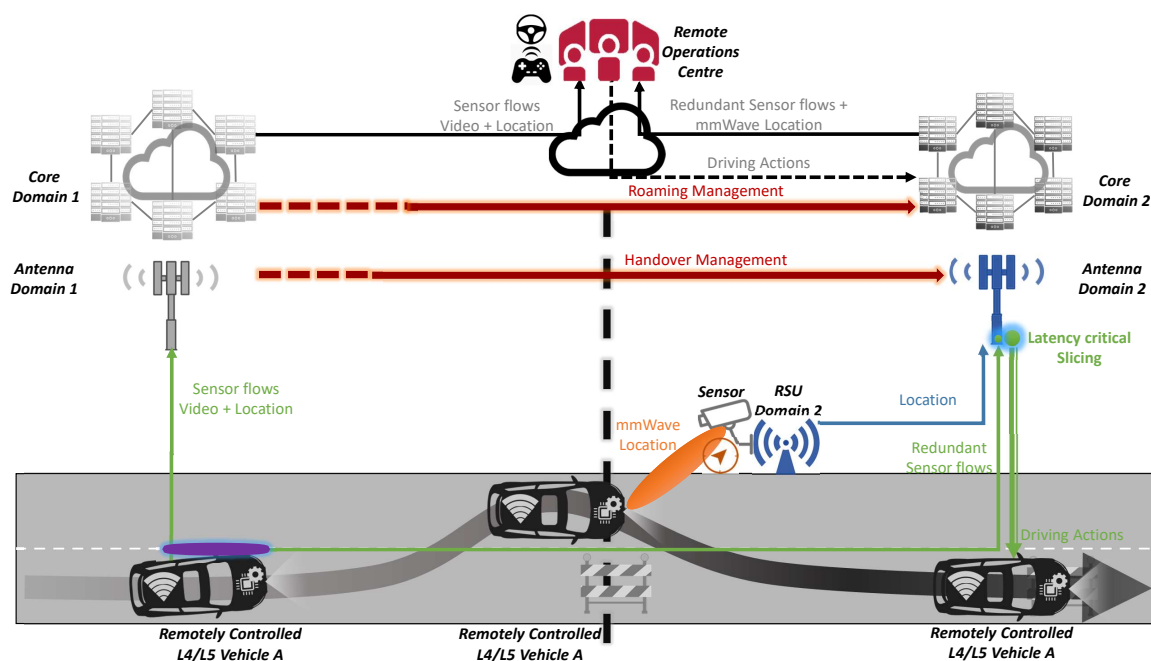 Remote
Operations
Centre
Sensor flows
Video + Location
Redundant Sensor flows +
mmWave Location
Driving Actions
Core
Domain 1
Roaming Management
Core
Domain 2
Antenna
Domain 1
Handover Management
Antenna
Domain 2
Latency critical
Slicing
Sensor flows
Video + Location
Sensor
RSU
Domain 2
mmWave
Location
Location
Redundant
Sensor flows
Driving Actions
Remotely Controlled
L4/L5 Vehicle A
Remotely Controlled
L4/L5 Vehicle A
Remotely Controlled
L4/L5 Vehicle A